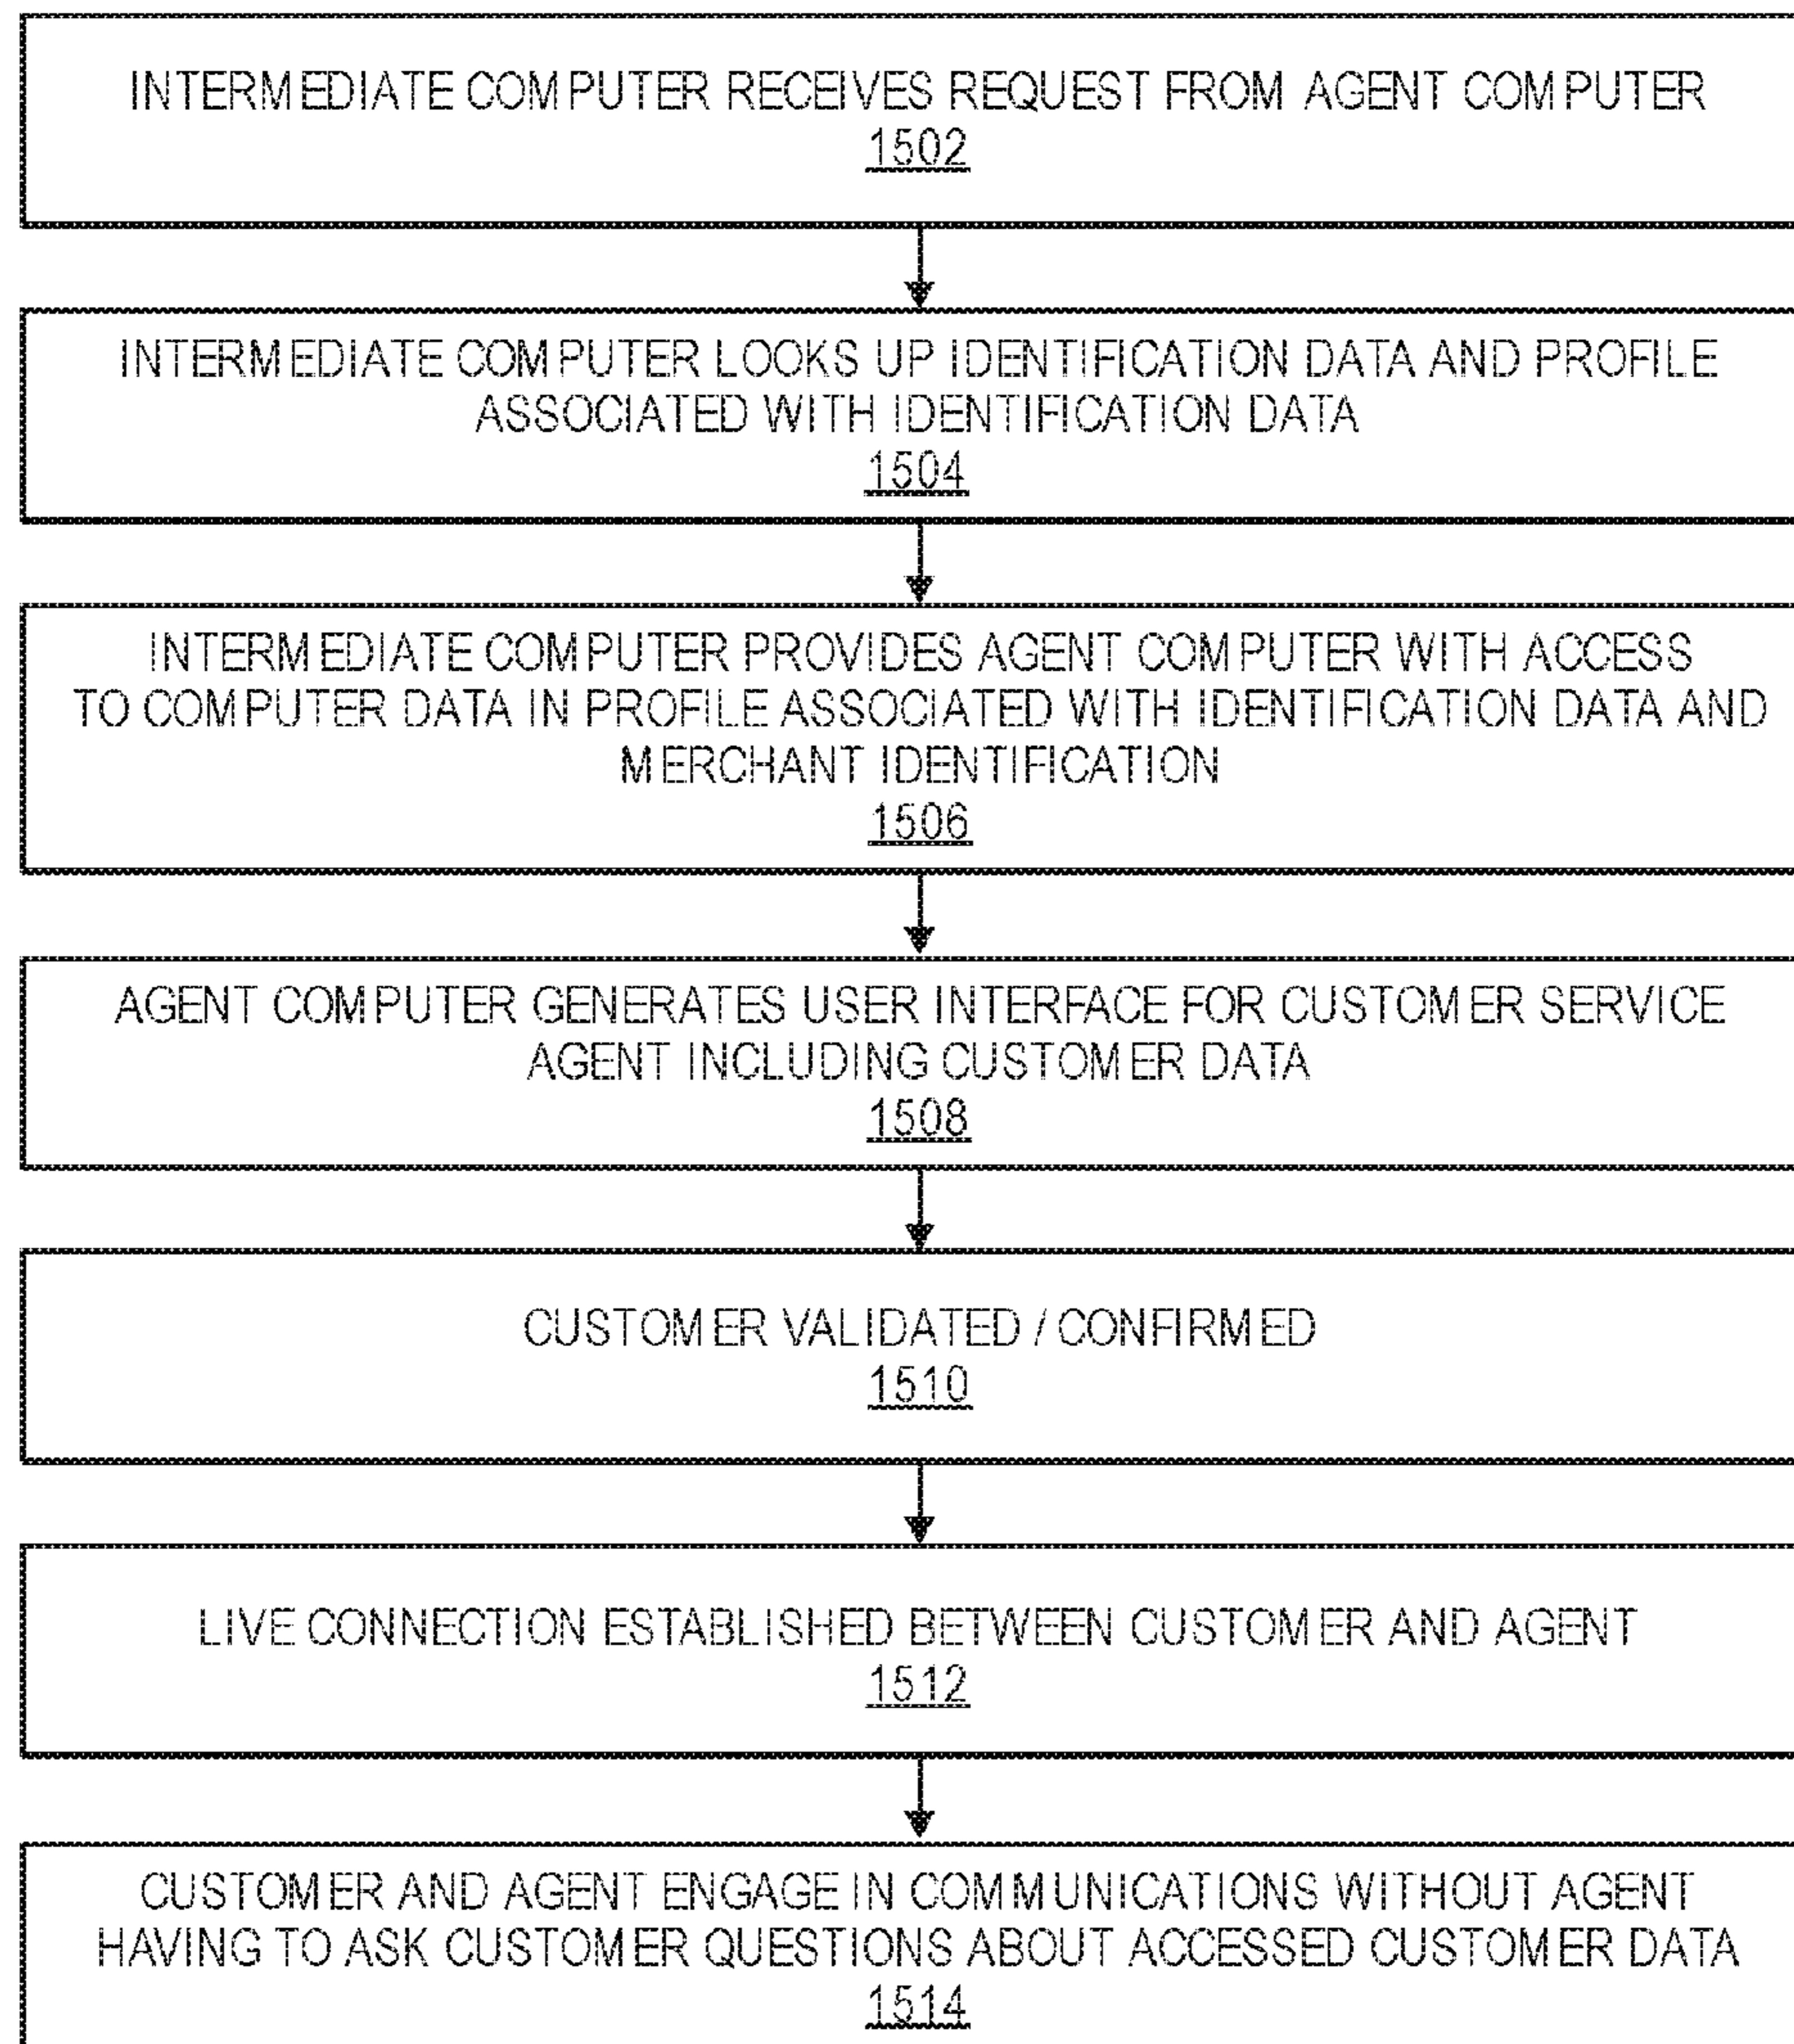 INTERMEDIATE COMPUTER RECEIVES REQUEST FROM AGENT COMPUTER
1502
INTERMEDIATE COMPUTER LOOKS UP IDENTIFICATION DATA AND PROFILE
ASSOCIATED WITH IDENTIFICATION DATA
1504
INTERMEDIATE COMPUTER PROVIDES AGENT COMPUTER WITH ACCESS
TO COMPUTER DATA IN PROFILE ASSOCIATED WITH IDENTIFICATION DATA AND
MERCHANT IDENTIFICATION
1506
AGENT COMPUTER GENERATES USER INTERFACE FOR CUSTOMER SERVICE
AGENT INCLUDING CUSTOMER DATA
1508
CUSTOMER VALIDATED / CONFIRMED
1510
LIVE CONNECTION ESTABLISHED BETWEEN CUSTOMER AND AGENT
1512
CUSTOMER AND AGENT ENGAGE IN COMMUNICATIONS WITHOUT AGENT
HAVING TO ASK CUSTOMER QUESTIONS ABOUT ACCESSED CUSTOMER DATA
1514